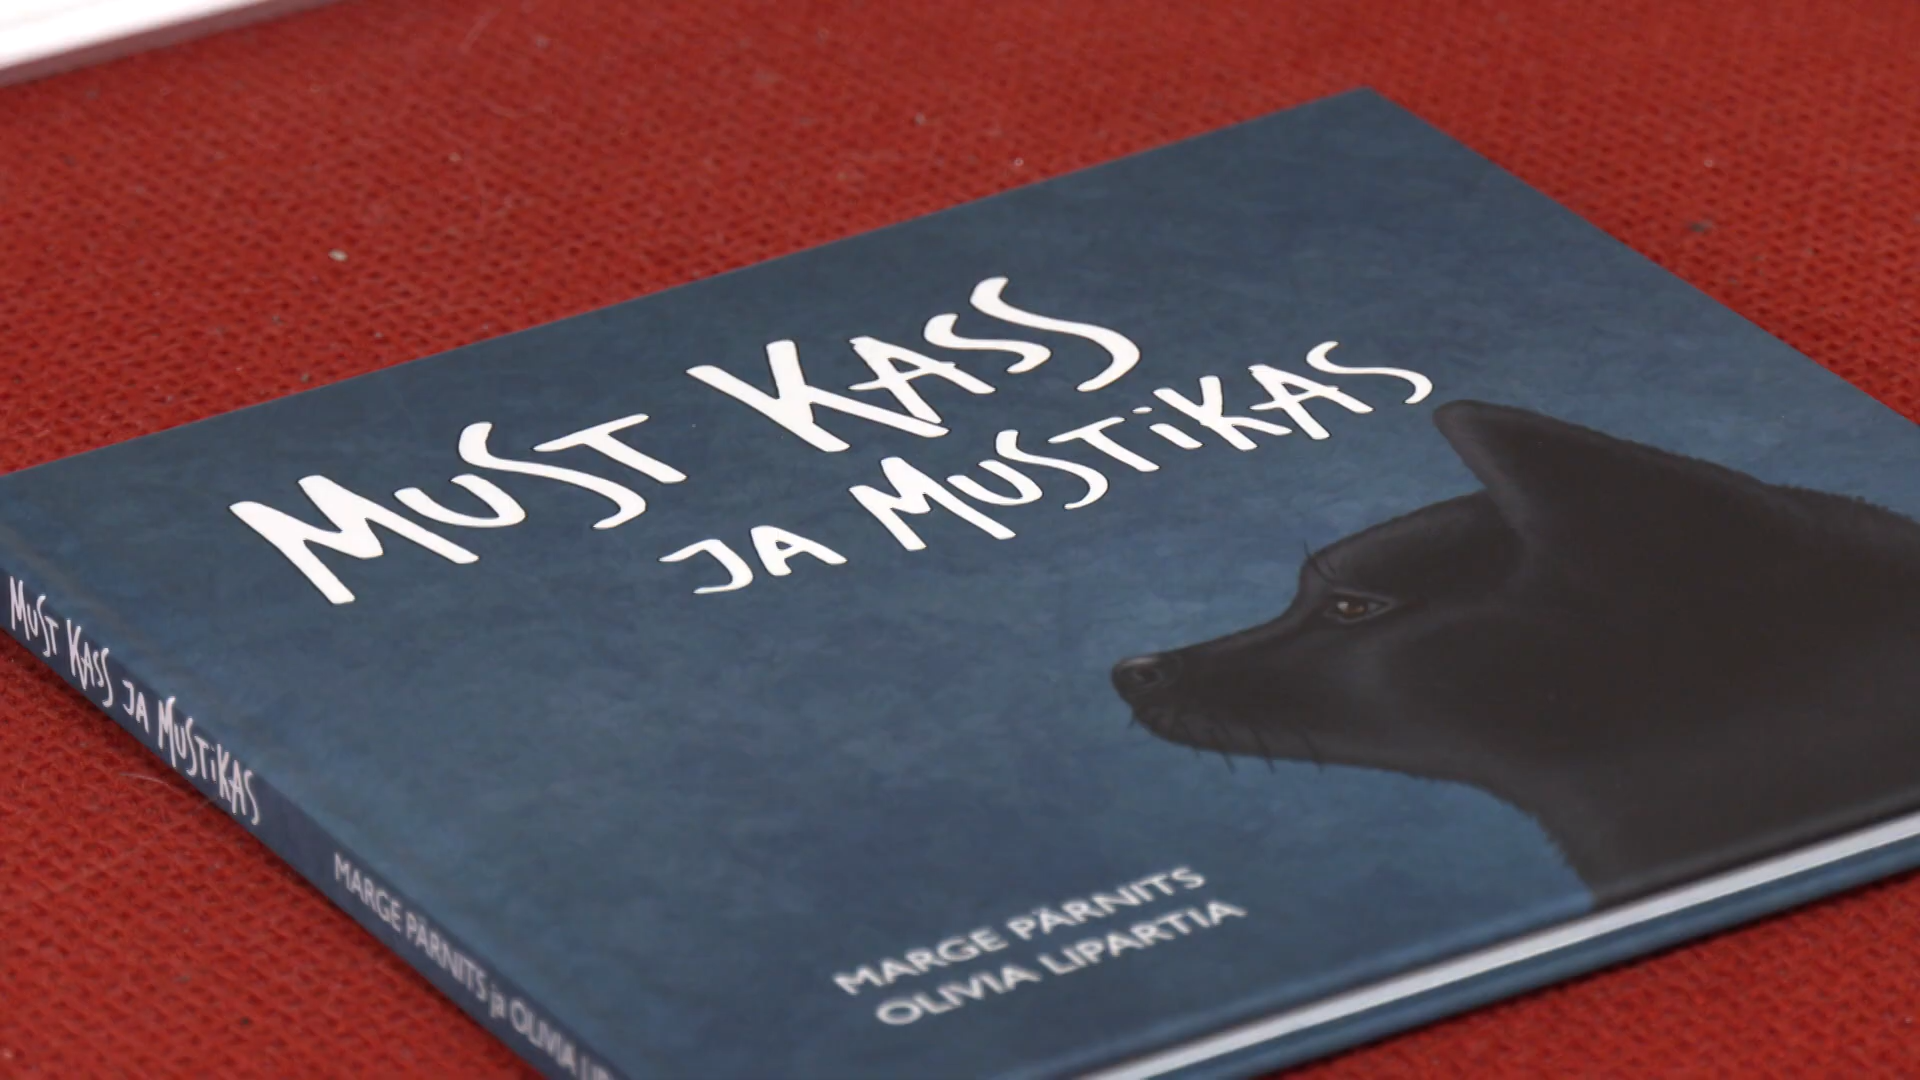 MUST KASS
JA MUSTiKAS
MARGE PÄRNITS
OLIVIA LIPARTIA
MUST KASS JA MUSTiKAS
MARGE PÄRNITS ja OLIVIA